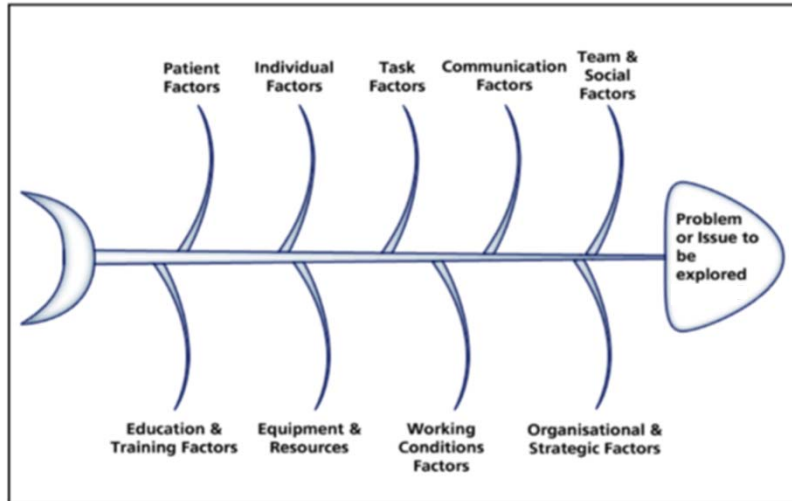 Patient
Factors
Individual
Factors
Task
Factors
Communication
Factors
Team &
Social
Factors
Problem
or Issue to
be
explored
Education &
Training Factors
Equipment &
Resources
Working
Conditions
Factors
Organisational &
Strategic Factors